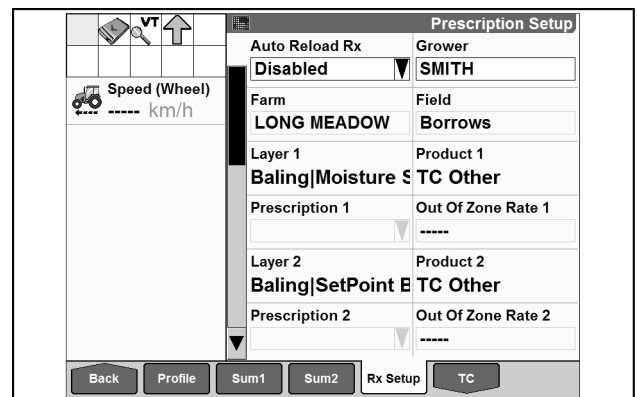 VT
Prescription Setup
Speed (Wheel)
----- km/h
Auto Reload Rx
Grower
Disabled
SMITH
Farm
Field
LONG MEADOW
Borrows
Layer 1
Product 1
Baling|Moisture S
TC Other
Prescription 1
Out Of Zone Rate 1
-----
Layer 2
Product 2
Baling|SetPoint B
TC Other
Prescription 2
Out Of Zone Rate 2
-----
Back
Profile
Sum1
Sum2
Rx Setup
TC